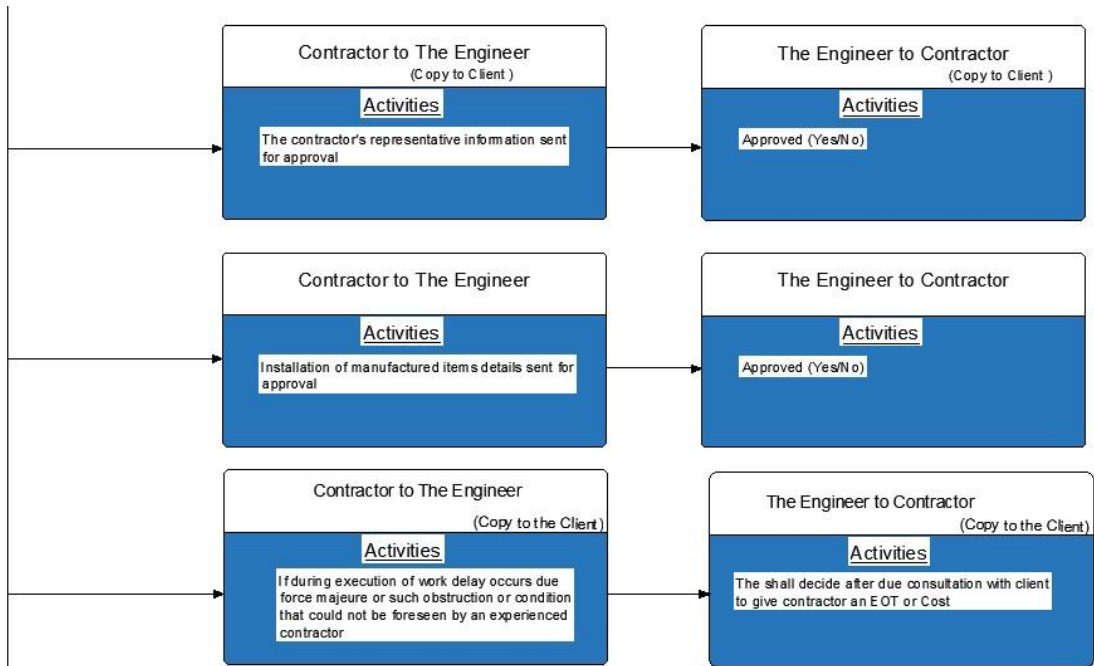 Contractor to The Engineer
(Copy to Client )
Activities
The contractor's representative information sent
for approval
The Engineer to Contractor
(Copy to Client )
Activities
Approved (Yes/No)
Contractor to The Engineer
Activities
Installation of manufactured items details sent for
approval
The Engineer to Contractor
Activities
Approved (Yes/No)
Contractor to The Engineer
(Copy to the Client)
Activities
If during execution of work delay occurs due
force majeure or such obstruction or condition
that could not be foreseen by an experienced
contractor
The Engineer to Contractor
(Copy to the Client)
Activities
The shall decide after due consultation with client
to give contractor an EOT or Cost